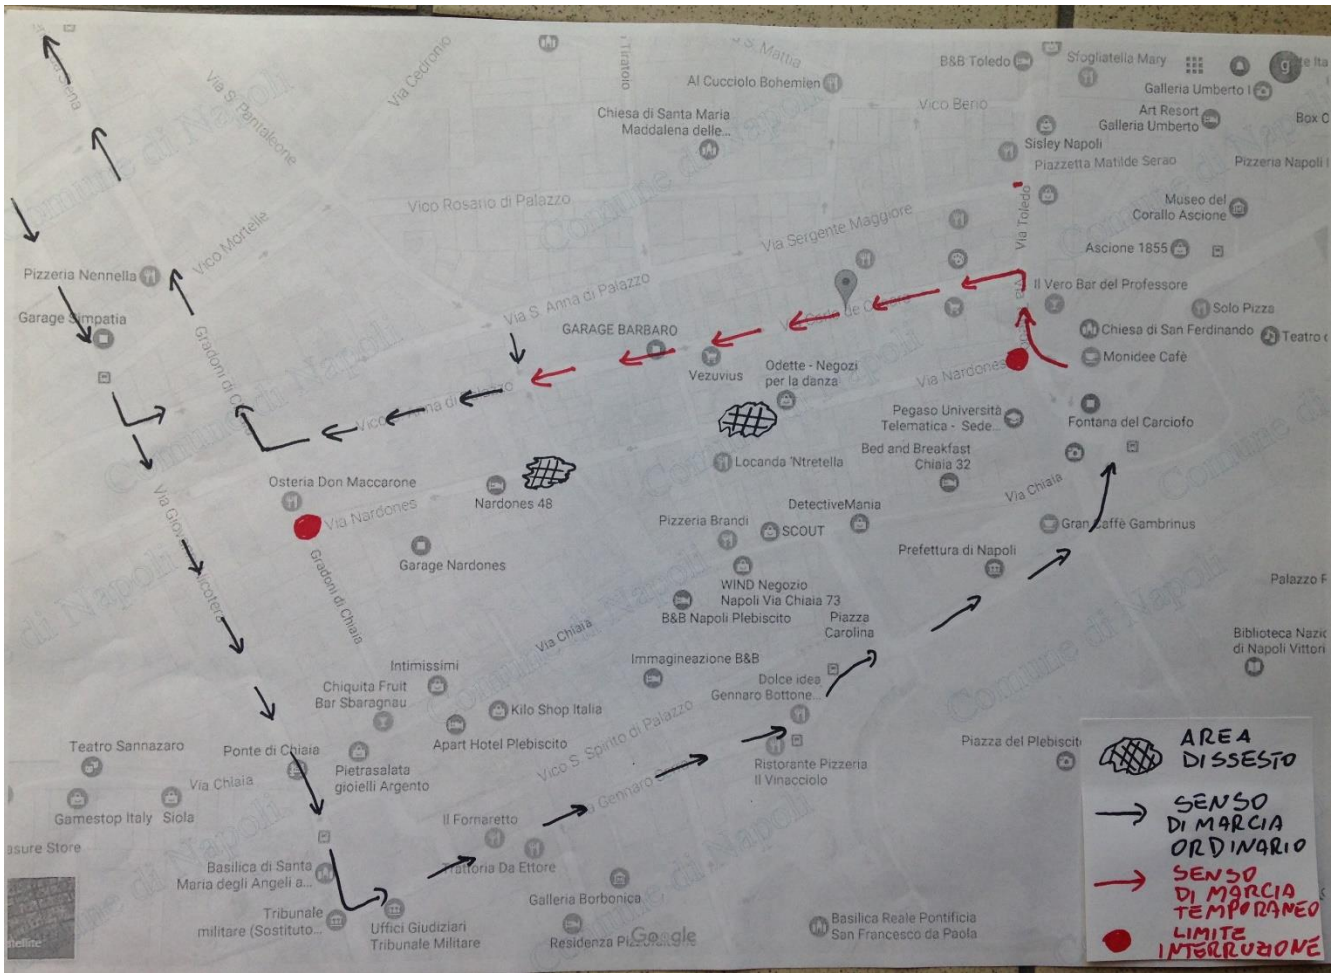 Via S. Pantaleone
Via Cedronio
Al Cucciolo Bohemien
B&B Toledo
Sfogliatella Mary
g
Galleria Umberto I
Chiesa di Santa Maria
Maddalena delle...
Vico Berio
Art Resort
Galleria Umberto
Sisley Napoli
Piazzetta Matilde Serao
Pizzeria Napoli
Vico Rosario di Palazzo
Museo del
Corallo Ascione
Via Sergente Maggiore
Via Toledo
Ascione 1855
Vico Mortelle
Pizzeria Nennella
Via S. Anna di Palazzo
Il Vero Bar del Professore
Solo Pizza
Garage Simpatia
GARAGE BARBARO
Chiesa di San Ferdinando
Teatro
Vezuvius
Odette - Negozi
per la danza
Via Nardones
Monidee Cafè
Pegaso Università
Telematica - Sede...
Fontana del Carciofo
Locanda 'Ntretella
Bed and Breakfast
Chiaia 32
Osteria Don Maccarone
Nardones 48
Via Nardones
Via Chiaia
DetectiveMania
Pizzeria Brandi
SCOUT
Gran Caffè Gambrinus
Garage Nardones
Prefettura di Napoli
Gradoni di Chiaia
WIND Negozio
Napoli Via Chiaia 73
B&B Napoli Plebiscito
Piazza
Carolina
Via Chiaia
Biblioteca
di Napoli
Intimissimi
Immagineazione B&B
Chiquita Fruit
Bar Sbaragnau
Dolce idea
Gennaro Bottone...
Kilo Shop Italia
Vico S. Spirito di Palazzo
Teatro Sannazaro
Ponte di Chiaia
Apart Hotel Plebiscito
Piazza del Plebiscito
Via Chiaia
Pietrasalata
gioielli Argento
Ristorante Pizzeria
Il Vinacciolo
Gamestop Italy
Siola
Il Fornaretto
Trattoria Da Ettore
Basilica di Santa
Maria degli Angeli a...
Galleria Borbonica
Tribunale
militare (Sostituto...
Uffici Giudiziari
Tribunale Militare
Google
Basilica Reale Pontificia
San Francesco da Paola
AREA
DISSESTO
SENSO
DI MARCIA
ORDINARIO
SENSO
DI MARCIA
TEMPORANEO
LIMITE
INTERRUZIONE
Comune di Napoli